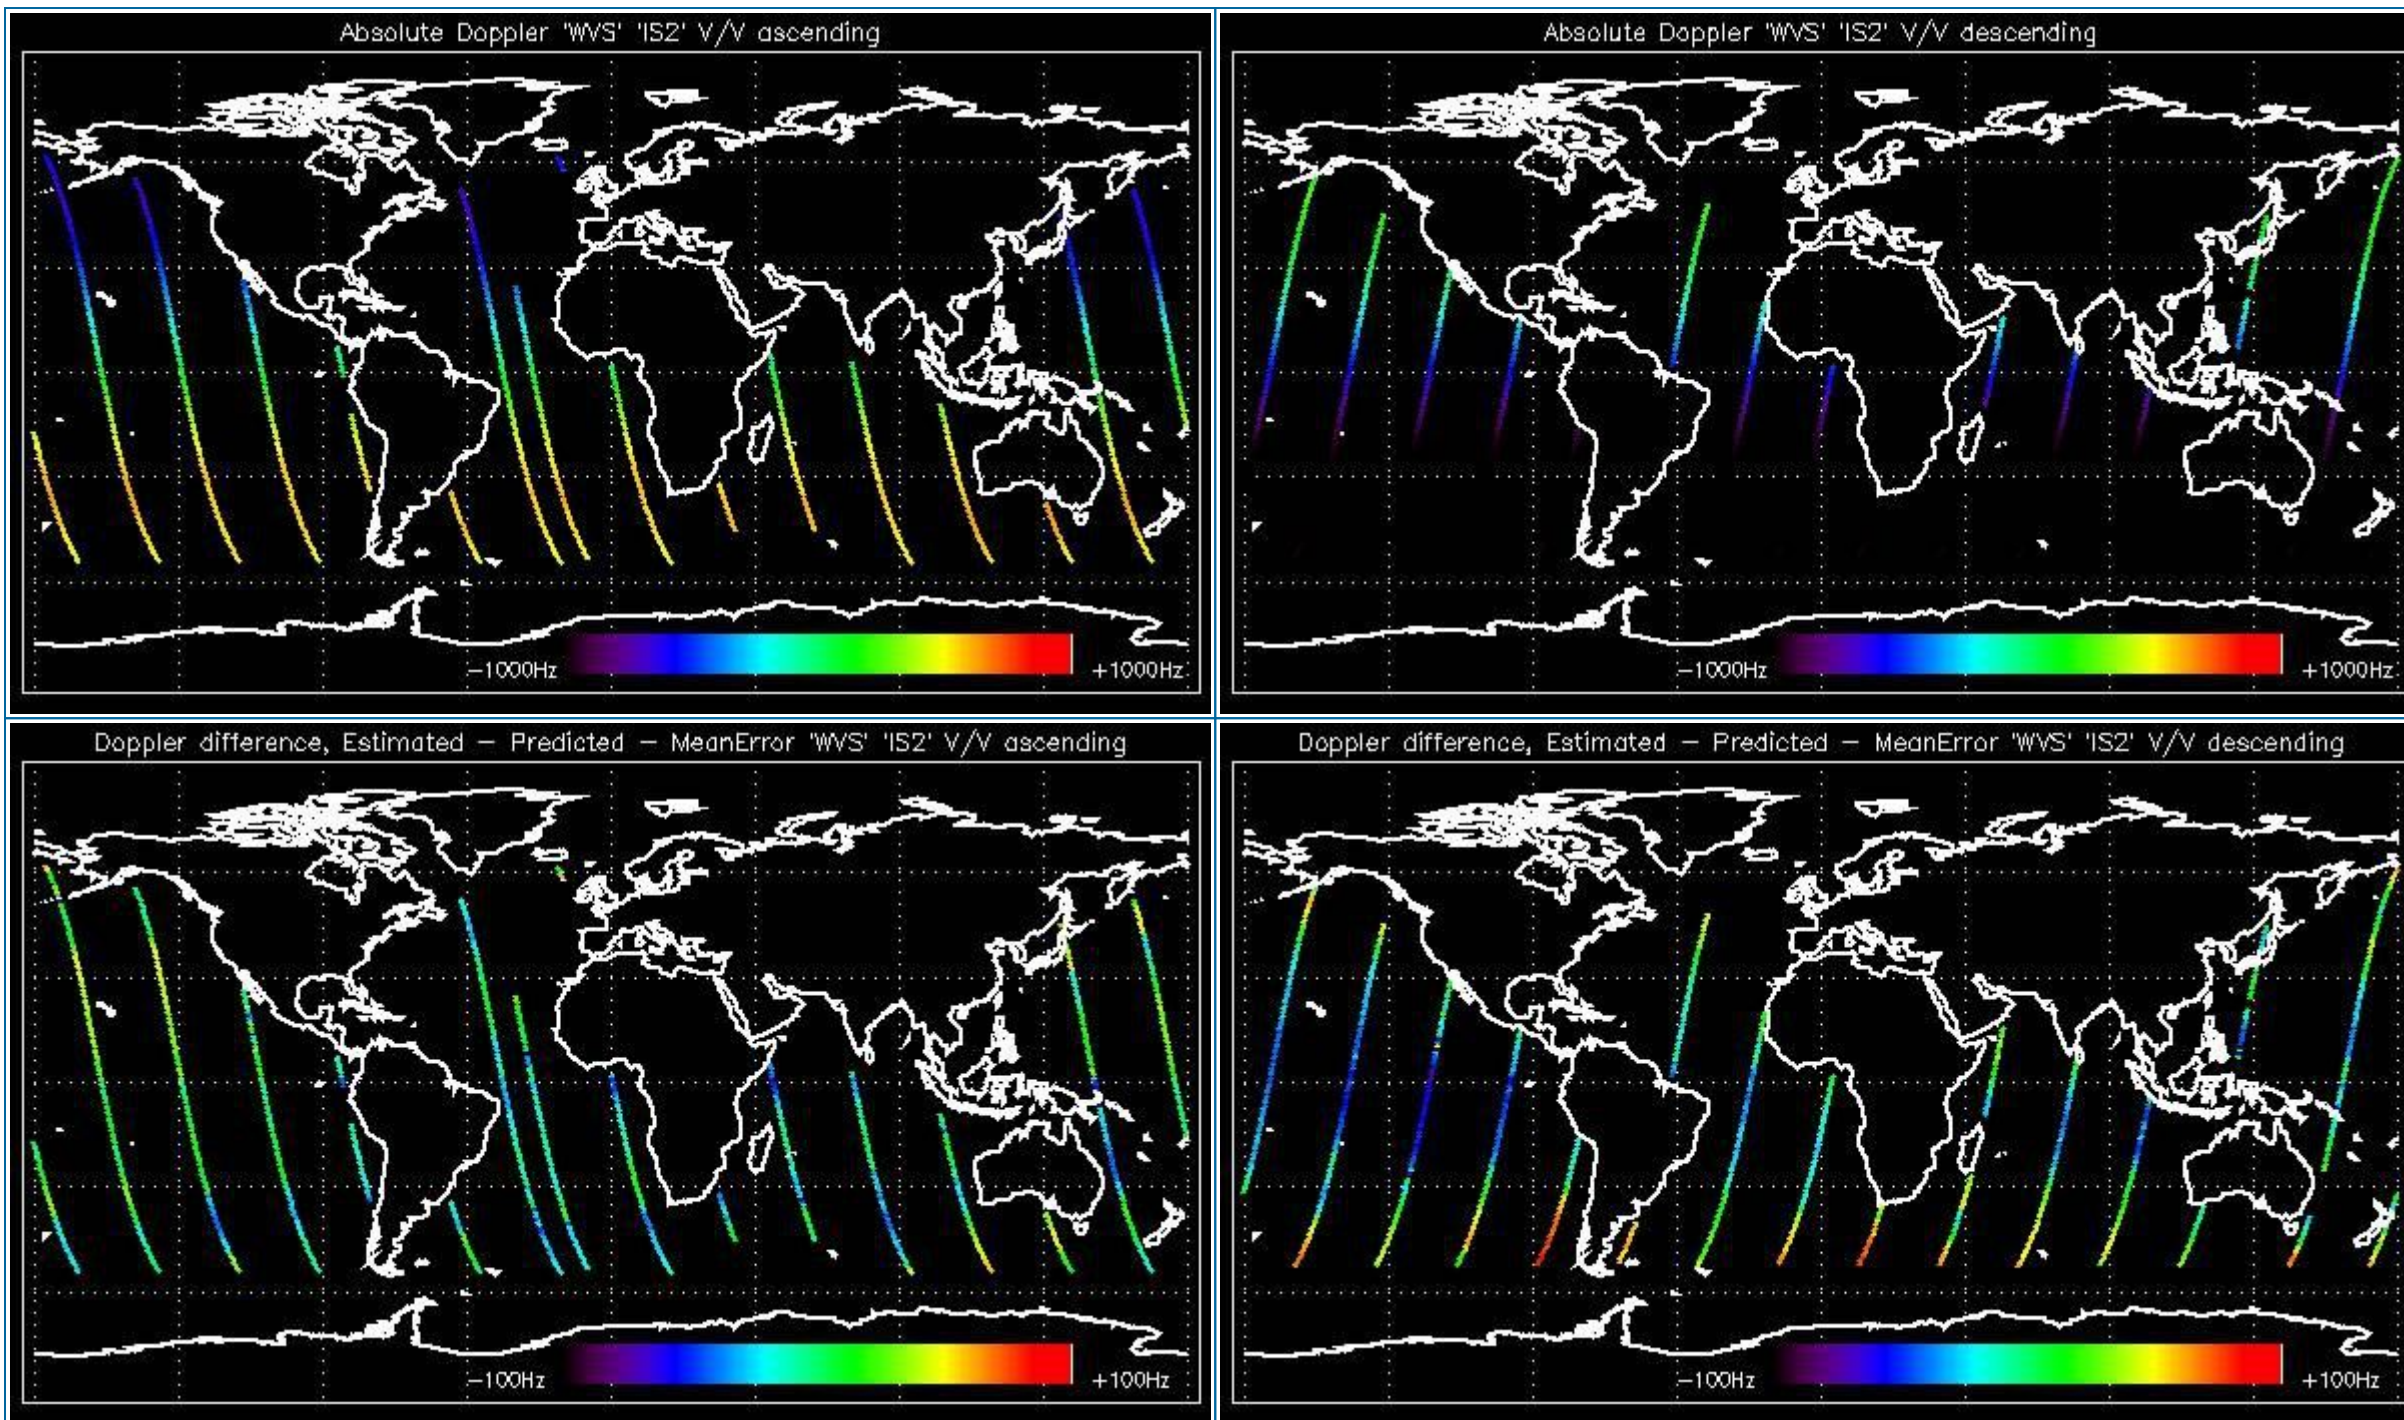 Absolute Doppler 'WVS' 'IS2' V/V ascending
-1000Hz
+1000Hz
Absolute Doppler 'WVS' 'IS2' V/V descending
-1000Hz
+1000Hz
Doppler difference, Estimated - Predicted - MeanError 'WVS' 'IS2' V/V ascending
-100Hz
+100Hz
Doppler difference, Estimated - Predicted - MeanError 'WVS' 'IS2' V/V descending
-100Hz
+100Hz